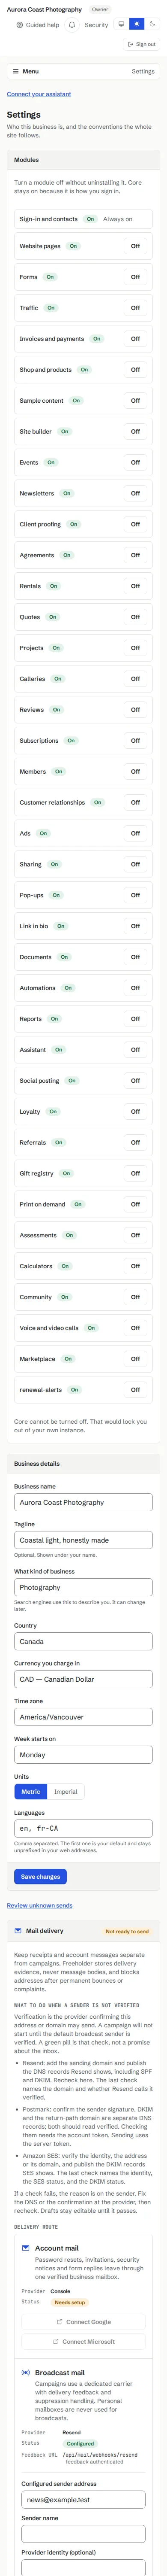 Aurora Coast Photography Owner
Guided help Security
Sign out
Menu Settings
Connect your assistant
Settings
Who this business is, and the conventions the whole
site follows.
Modules
Turn a module off without uninstalling it. Core
stays on because it is how you sign in.
Sign-in and contacts On Always on
Website pages On Off
Forms On Off
Traffic On Off
Invoices and payments On Off
Shop and products On Off
Sample content On Off
Site builder On Off
Events On Off
Newsletters On Off
Client proofing On Off
Agreements On Off
Rentals On Off
Quotes On Off
Projects On Off
Galleries On Off
Reviews On Off
Subscriptions On Off
Members On Off
Customer relationships On Off
Ads On Off
Sharing On Off
Pop-ups On Off
Link in bio On Off
Documents On Off
Automations On Off
Reports On Off
Assistant On Off
Social posting On Off
Loyalty On Off
Referrals On Off
Gift registry On Off
Print on demand On Off
Assessments On Off
Calculators On Off
Community On Off
Voice and video calls On Off
Marketplace On Off
renewal-alerts On Off
Core cannot be turned off. That would lock you
out of your own instance.
Business details
Business name
Aurora Coast Photography
Tagline
Coastal light, honestly made
Optional. Shown under your name.
What kind of business
Photography
Search engines use this to describe you. It can change
later.
Country
Canada
Currency you charge in
CAD — Canadian Dollar
Time zone
America/Vancouver
Week starts on
Monday
Units
Metric Imperial
Languages
en, fr-CA
Comma separated. The first one is your default and stays
unprefixed in your web addresses.
Save changes
Review unknown sends
Mail delivery Not ready to send
Keep receipts and account messages separate
from campaigns. Freeholder stores delivery
evidence, never message bodies, and blocks
addresses after permanent bounces or
complaints.
WHAT TO DO WHEN A SENDER IS NOT VERIFIED
Verification is the provider confirming this
address or domain may send. A campaign will not
start until the dedicated broadcast sender is
verified. A green pill is that check, not a promise
about the inbox.
• Resend: add the sending domain and publish
the DNS records Resend shows, including SPF
and DKIM. Recheck here. The last check
names the domain and whether Resend calls it
verified.
• Postmark: confirm the sender signature. DKIM
and the return-path domain are separate DNS
records; both should read verified. Checking
them needs the account token. Sending uses
the server token.
• Amazon SES: verify the identity, the address
or its domain, and publish the DKIM records
SES shows. The last check names the identity,
the SES status, and the DKIM status.
If a check fails, the reason is on the sender. Fix
the DNS or the confirmation at the provider, then
recheck. Drafts stay editable until it passes.
DELIVERY ROUTE
Account mail
Password resets, invitations, security
notices and form replies leave through
one verified business mailbox.
Provider Console
Status Needs setup
Connect Google
Connect Microsoft
Broadcast mail
Campaigns use a dedicated carrier
with delivery feedback and
suppression handling. Personal
mailboxes are never used for
broadcasts.
Provider Resend
Status Configured
Feedback URL /api/mail/webhooks/resend
feedback authenticated
Configured sender address
news@example.test
Sender name
Provider identity (optional)